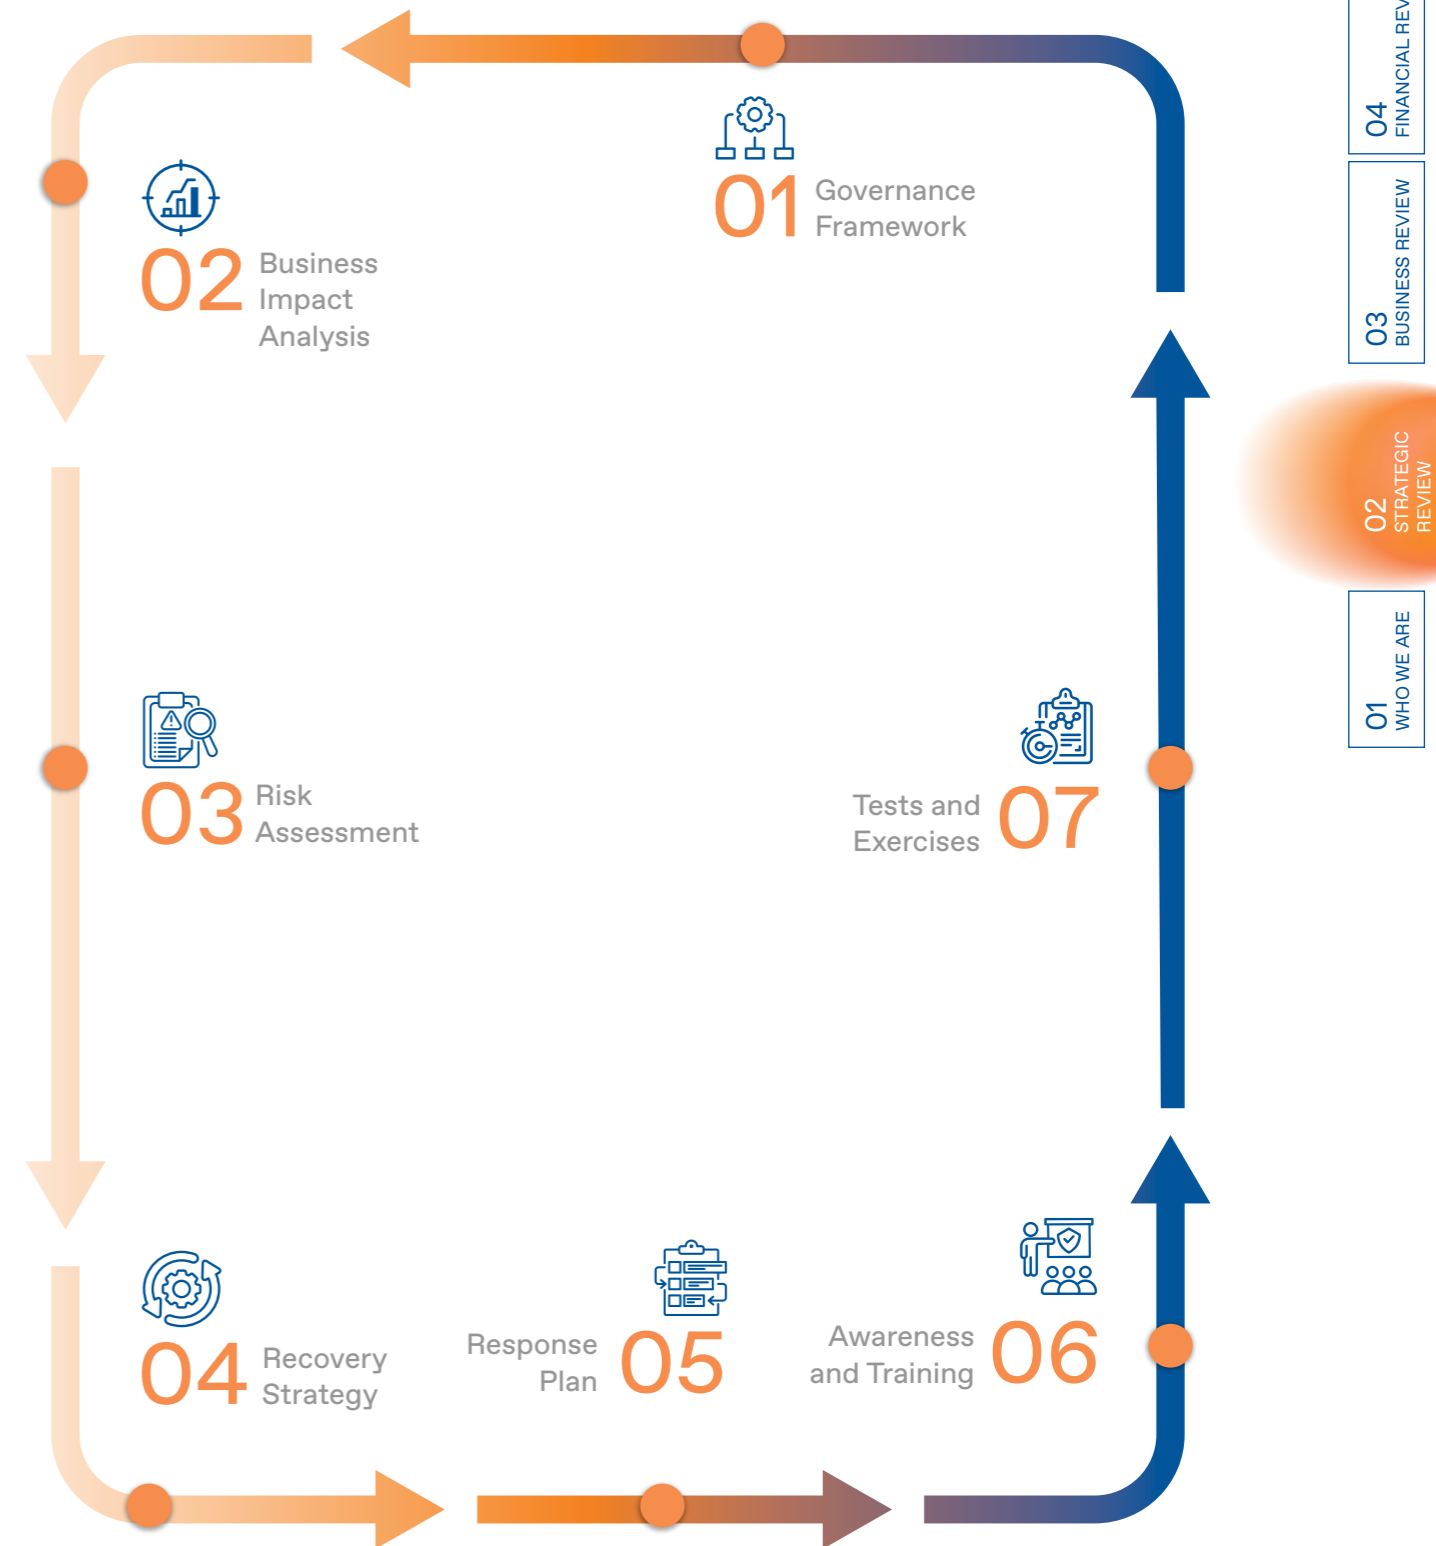 01
Governance
Framework
02
Business
Impact
Analysis
03
Risk
Assessment
04
Recovery
Strategy
Response
Plan
05
Awareness
and Training
06
Tests and
Exercises
07
04
FINANCIAL REV
03
BUSINESS REVIEW
02
STRATEGIC
REVIEW
01
WHO WE ARE